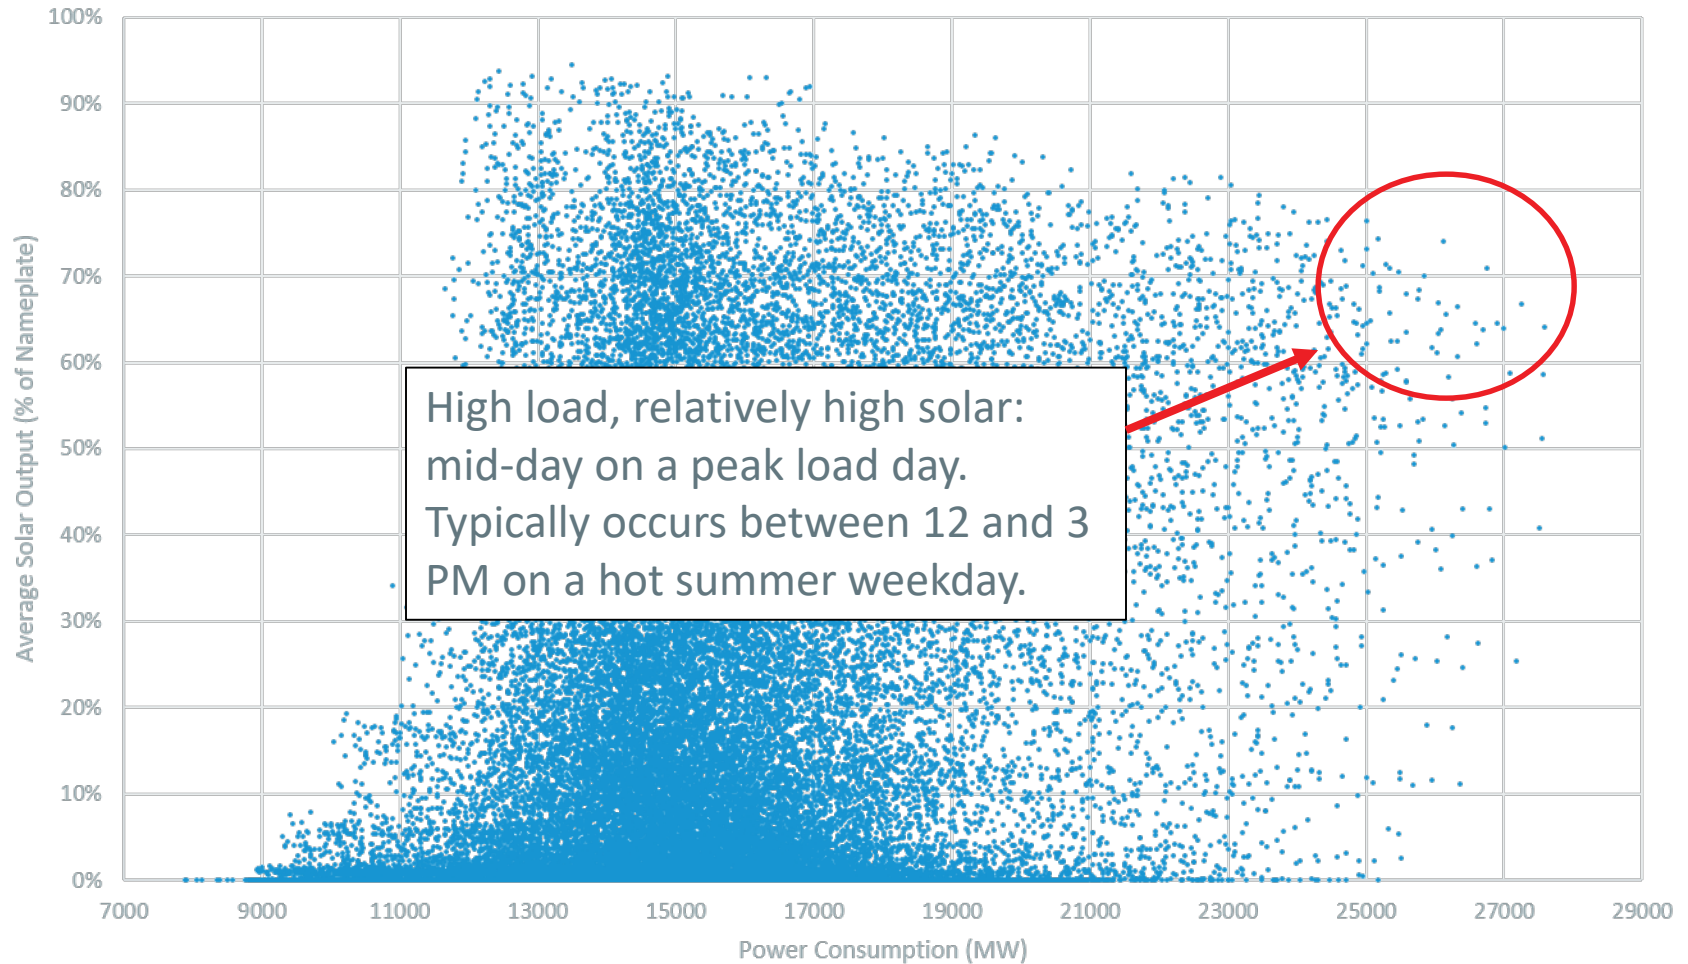 100%
90%
80%
70%
60%
50%
40%
30%
20%
10%
0%
Average Solar Output (% of Nameplate)
High load, relatively high solar:
mid-day on a peak load day.
Typically occurs between 12 and 3
PM on a hot summer weekday.
7000 9000 11000 13000 15000 17000 19000 21000 23000 25000 27000 29000
Power Consumption (MW)